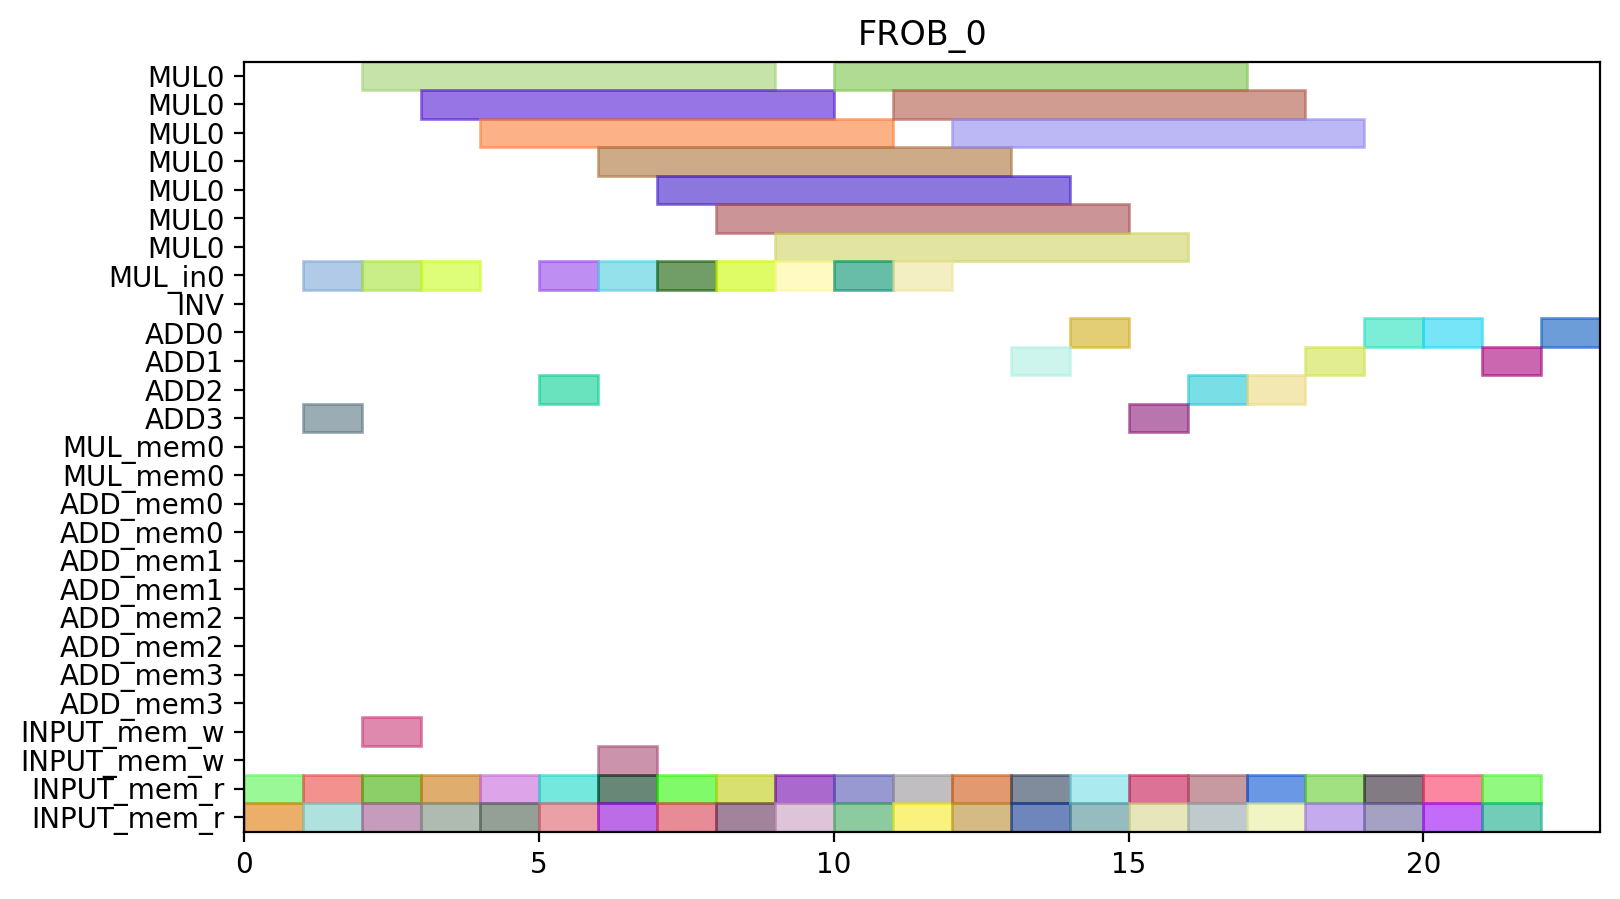 FROB_0
MUL0
MUL0
MUL0
MUL0
MUL0
MUL0
MUL0
MUL_in0
INV
ADD0
ADD1
ADD2
ADD3
MUL_mem0
MUL_mem0
ADD_mem0
ADD_mem0
ADD_mem1
ADD_mem1
ADD_mem2
ADD_mem2
ADD_mem3
ADD_mem3
INPUT_mem_w
INPUT_mem_w
INPUT_mem_r
INPUT_mem_r
0 5 10 15 20